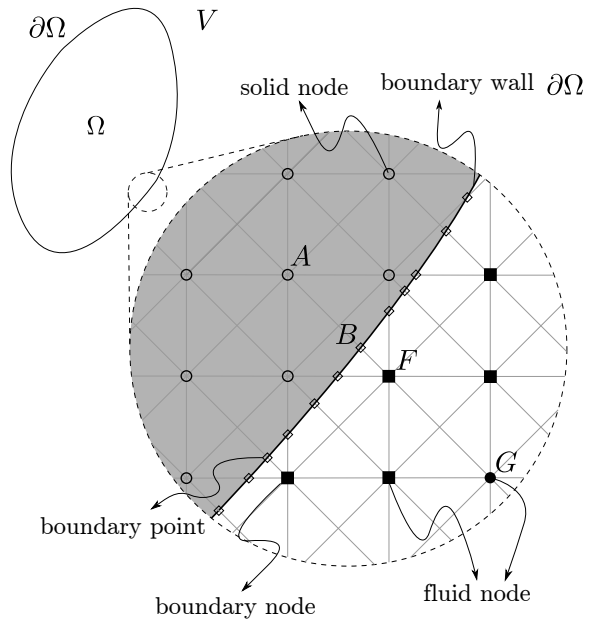 ∂Ω
V
Ω
solid node
boundary wall ∂Ω
A
B
F
G
boundary point
fluid node
boundary node